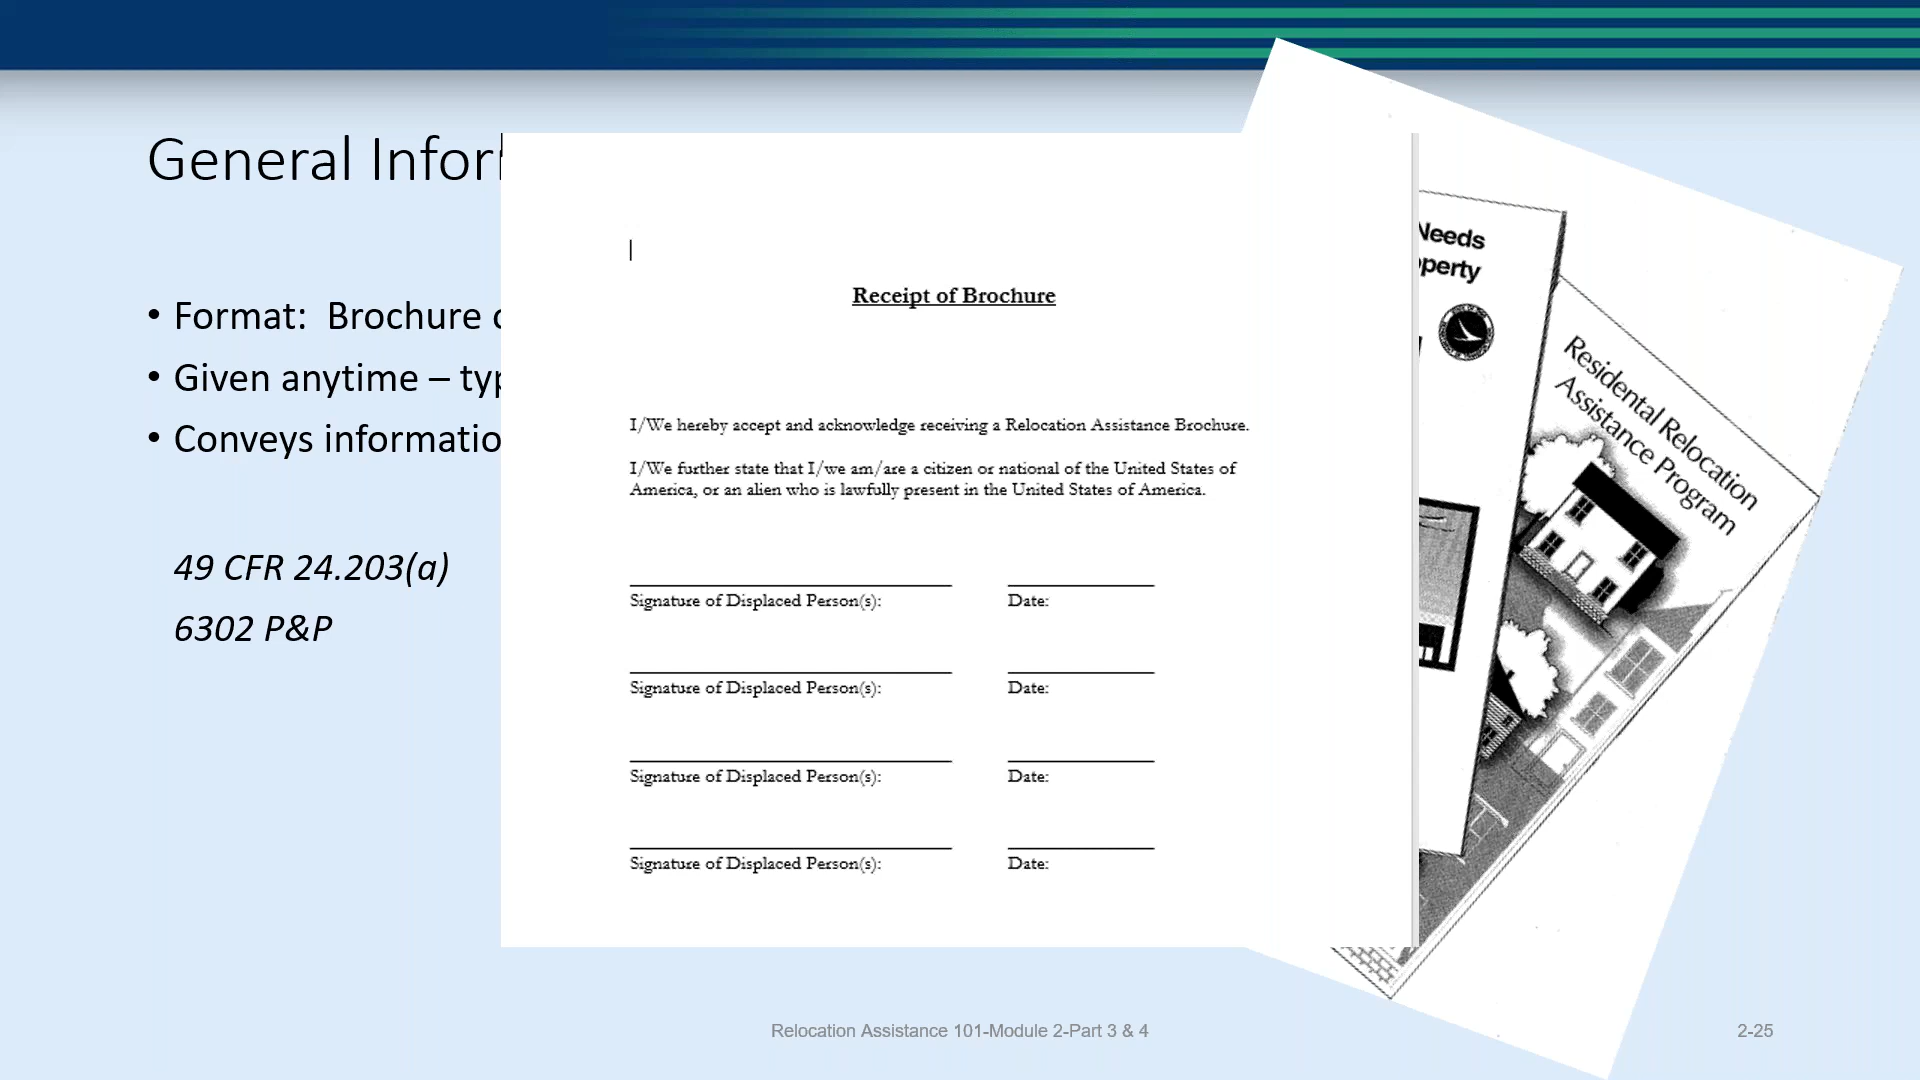 General Infor
• Format:  Brochure
• Given anytime – typ
• Conveys informatio
49 CFR 24.203(a)
6302 P&P
Receipt of Brochure
I/We hereby accept and acknowledge receiving a Relocation Assistance Brochure.
I/We further state that I/we am/are a citizen or national of the United States of
America, or an alien who is lawfully present in the United States of America.
Signature of Displaced Person(s): Date:
Signature of Displaced Person(s): Date:
Signature of Displaced Person(s): Date:
Signature of Displaced Person(s): Date:
Needs
operty
Residental Relocation
Assistance Program
Relocation Assistance 101-Module 2-Part 3 & 4
2-25